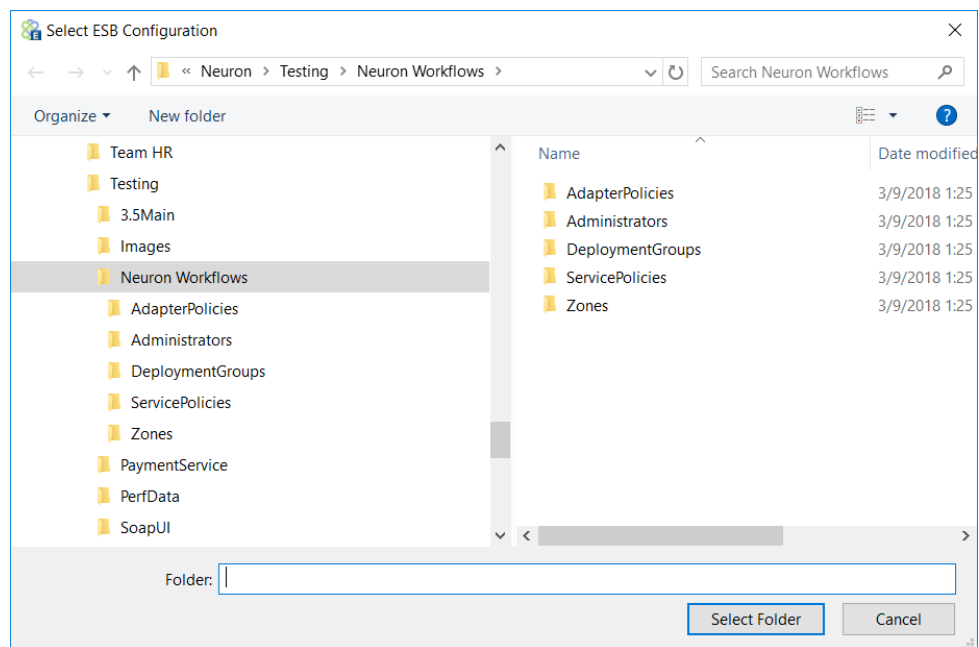 Select ESB Configuration
« Neuron > Testing > Neuron Workflows >
Search Neuron Workflows
Organize
New folder
?
Team HR
Testing
3.5Main
Images
Neuron Workflows
AdapterPolicies
Administrators
DeploymentGroups
ServicePolicies
Zones
PaymentService
PerfData
SoapUI
Name
Date modified
AdapterPolicies
3/9/2018 1:25
Administrators
3/9/2018 1:25
DeploymentGroups
3/9/2018 1:25
ServicePolicies
3/9/2018 1:25
Zones
3/9/2018 1:25
Folder:
Select Folder
Cancel